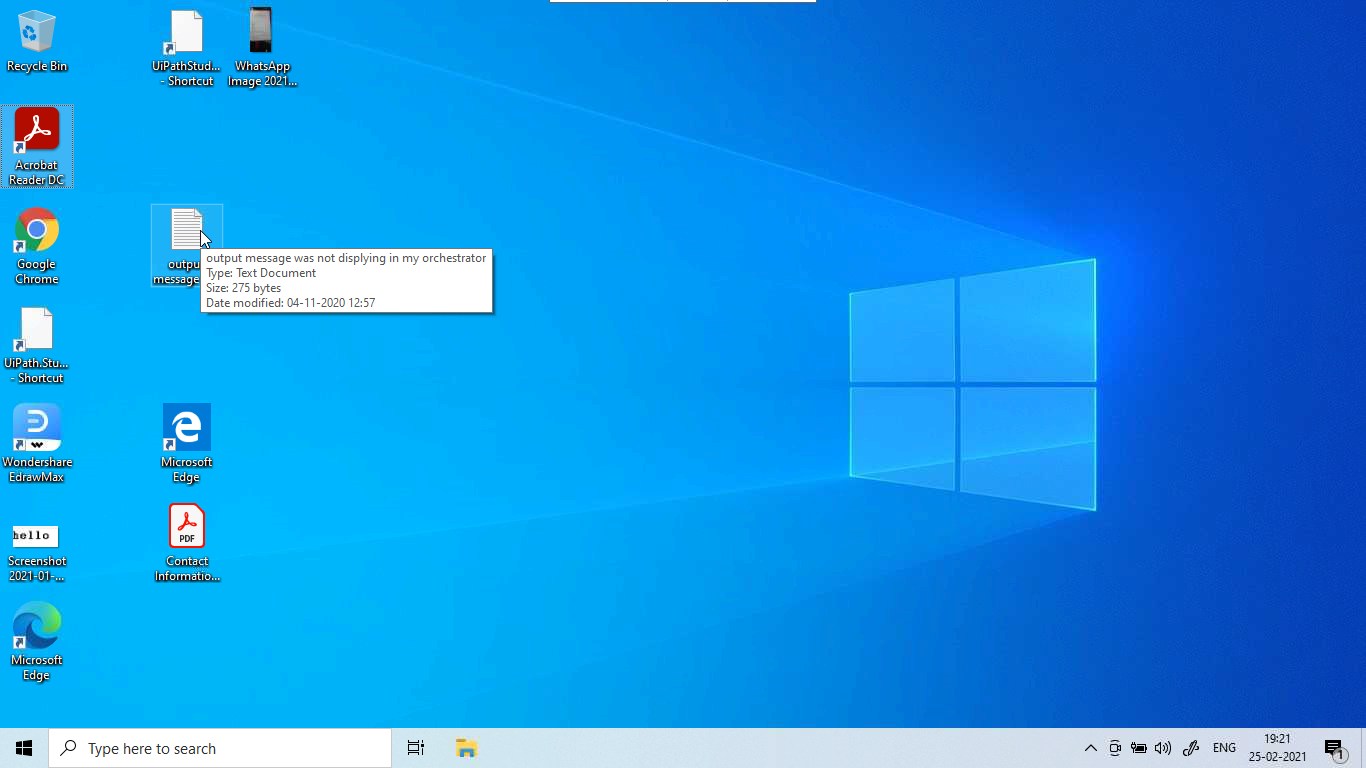 Recycle Bin
UiPathStud...
- Shortcut
WhatsApp
Image 2021...
Acrobat
Reader DC
Google
Chrome
outpu
message
output message was not displying in my orchestrator
Type: Text Document
Size: 275 bytes
Date modified: 04-11-2020 12:57
UiPath.Stu...
- Shortcut
Wondershare
EdrawMax
Microsoft
Edge
hello
Screenshot
2021-01-...
PDF
Contact
Informatio...
Microsoft
Edge
Type here to search
ENG
19:21
25-02-2021
1